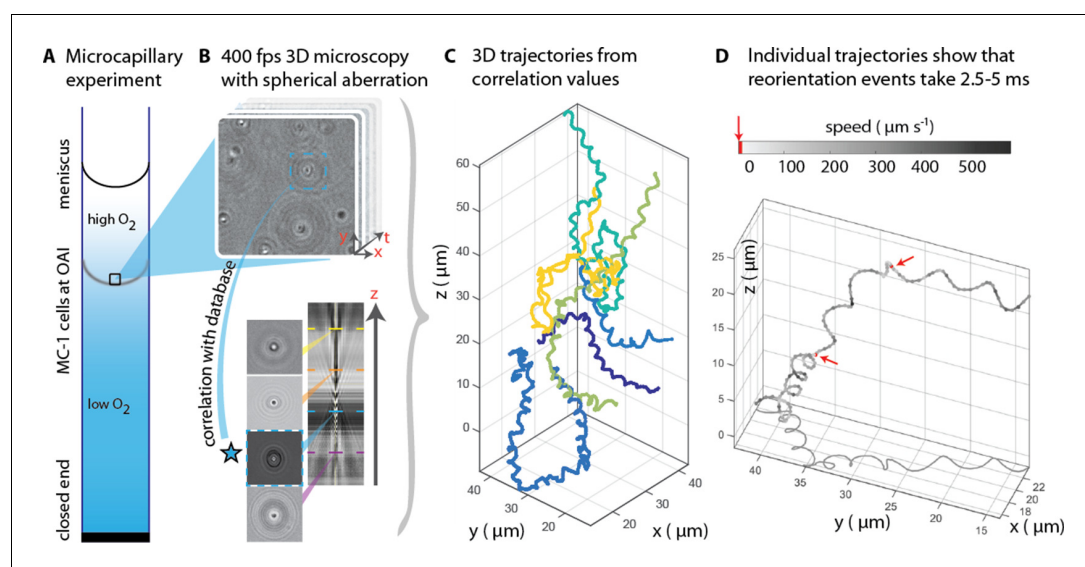 A Microcapillary
experiment
meniscus
high O2
MC-1 cells at OAI
low O2
closed end
B 400 fps 3D microscopy
with spherical aberration
y
t
x
correlation with database
z
C 3D trajectories from
correlation values
60
50
40
30
20
10
0
z ( µm)
40
30
20
y ( µm)
20
30
40
x ( µm)
D Individual trajectories show that
reorientation events take 2.5-5 ms
speed ( µm s-1)
0 100 200 300 400 500
25
20
15
10
5
0
z ( µm)
40
35
30
25
20
15
y ( µm)
22
20
18
x ( µm)